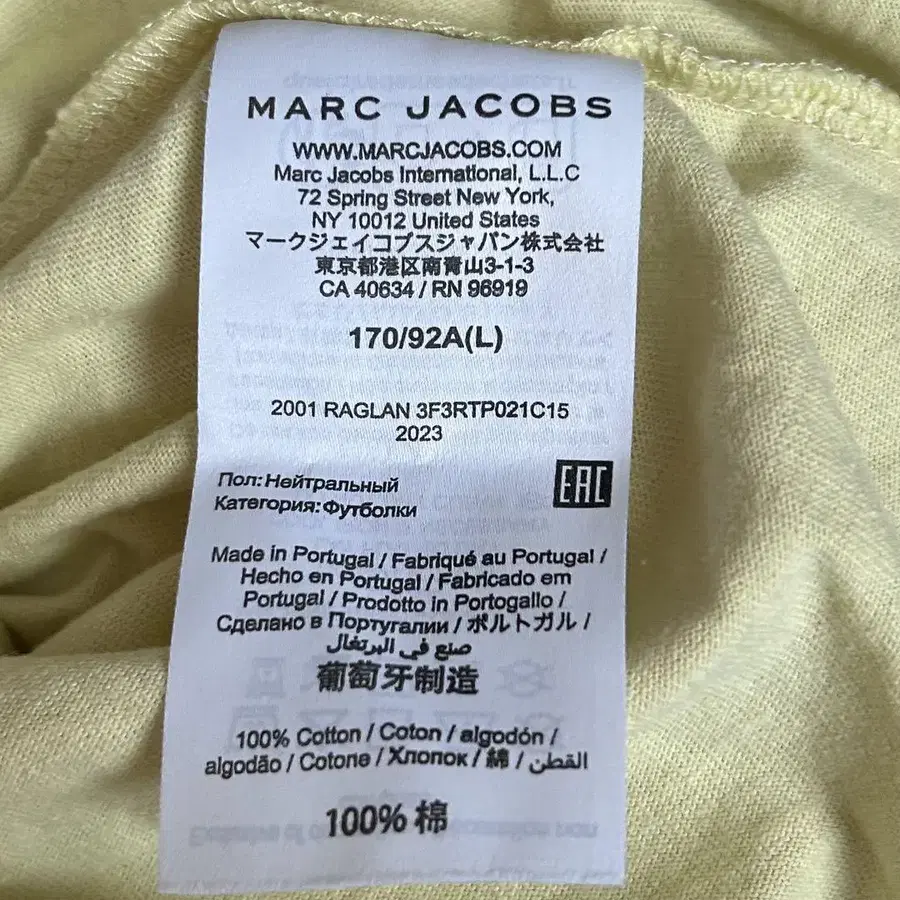 MARC JACOBS
WWW.MARCJACOBS.COM
Marc Jacobs International, L.L.C
72 Spring Street New York,
NY 10012 United States
マークジェイコブスジャパン株式会社
東京都港区南青山3-1-3
CA 40634 / RN 96919
170/92A(L)
2001 RAGLAN 3F3RTP021C15
2023
Пол: Нейтральный
Категория: Футболки
EAC
Made in Portugal / Fabriqué au Portugal /
Hecho en Portugal / Fabricado em
Portugal / Prodotto in Portogallo /
Сделано в Португалии / ポルトガル /
صنع في البرتغال
葡萄牙制造
100% Cotton / Coton / algodón /
algodão / Cotone / Хлопок / 綿 / القطن
100% 棉